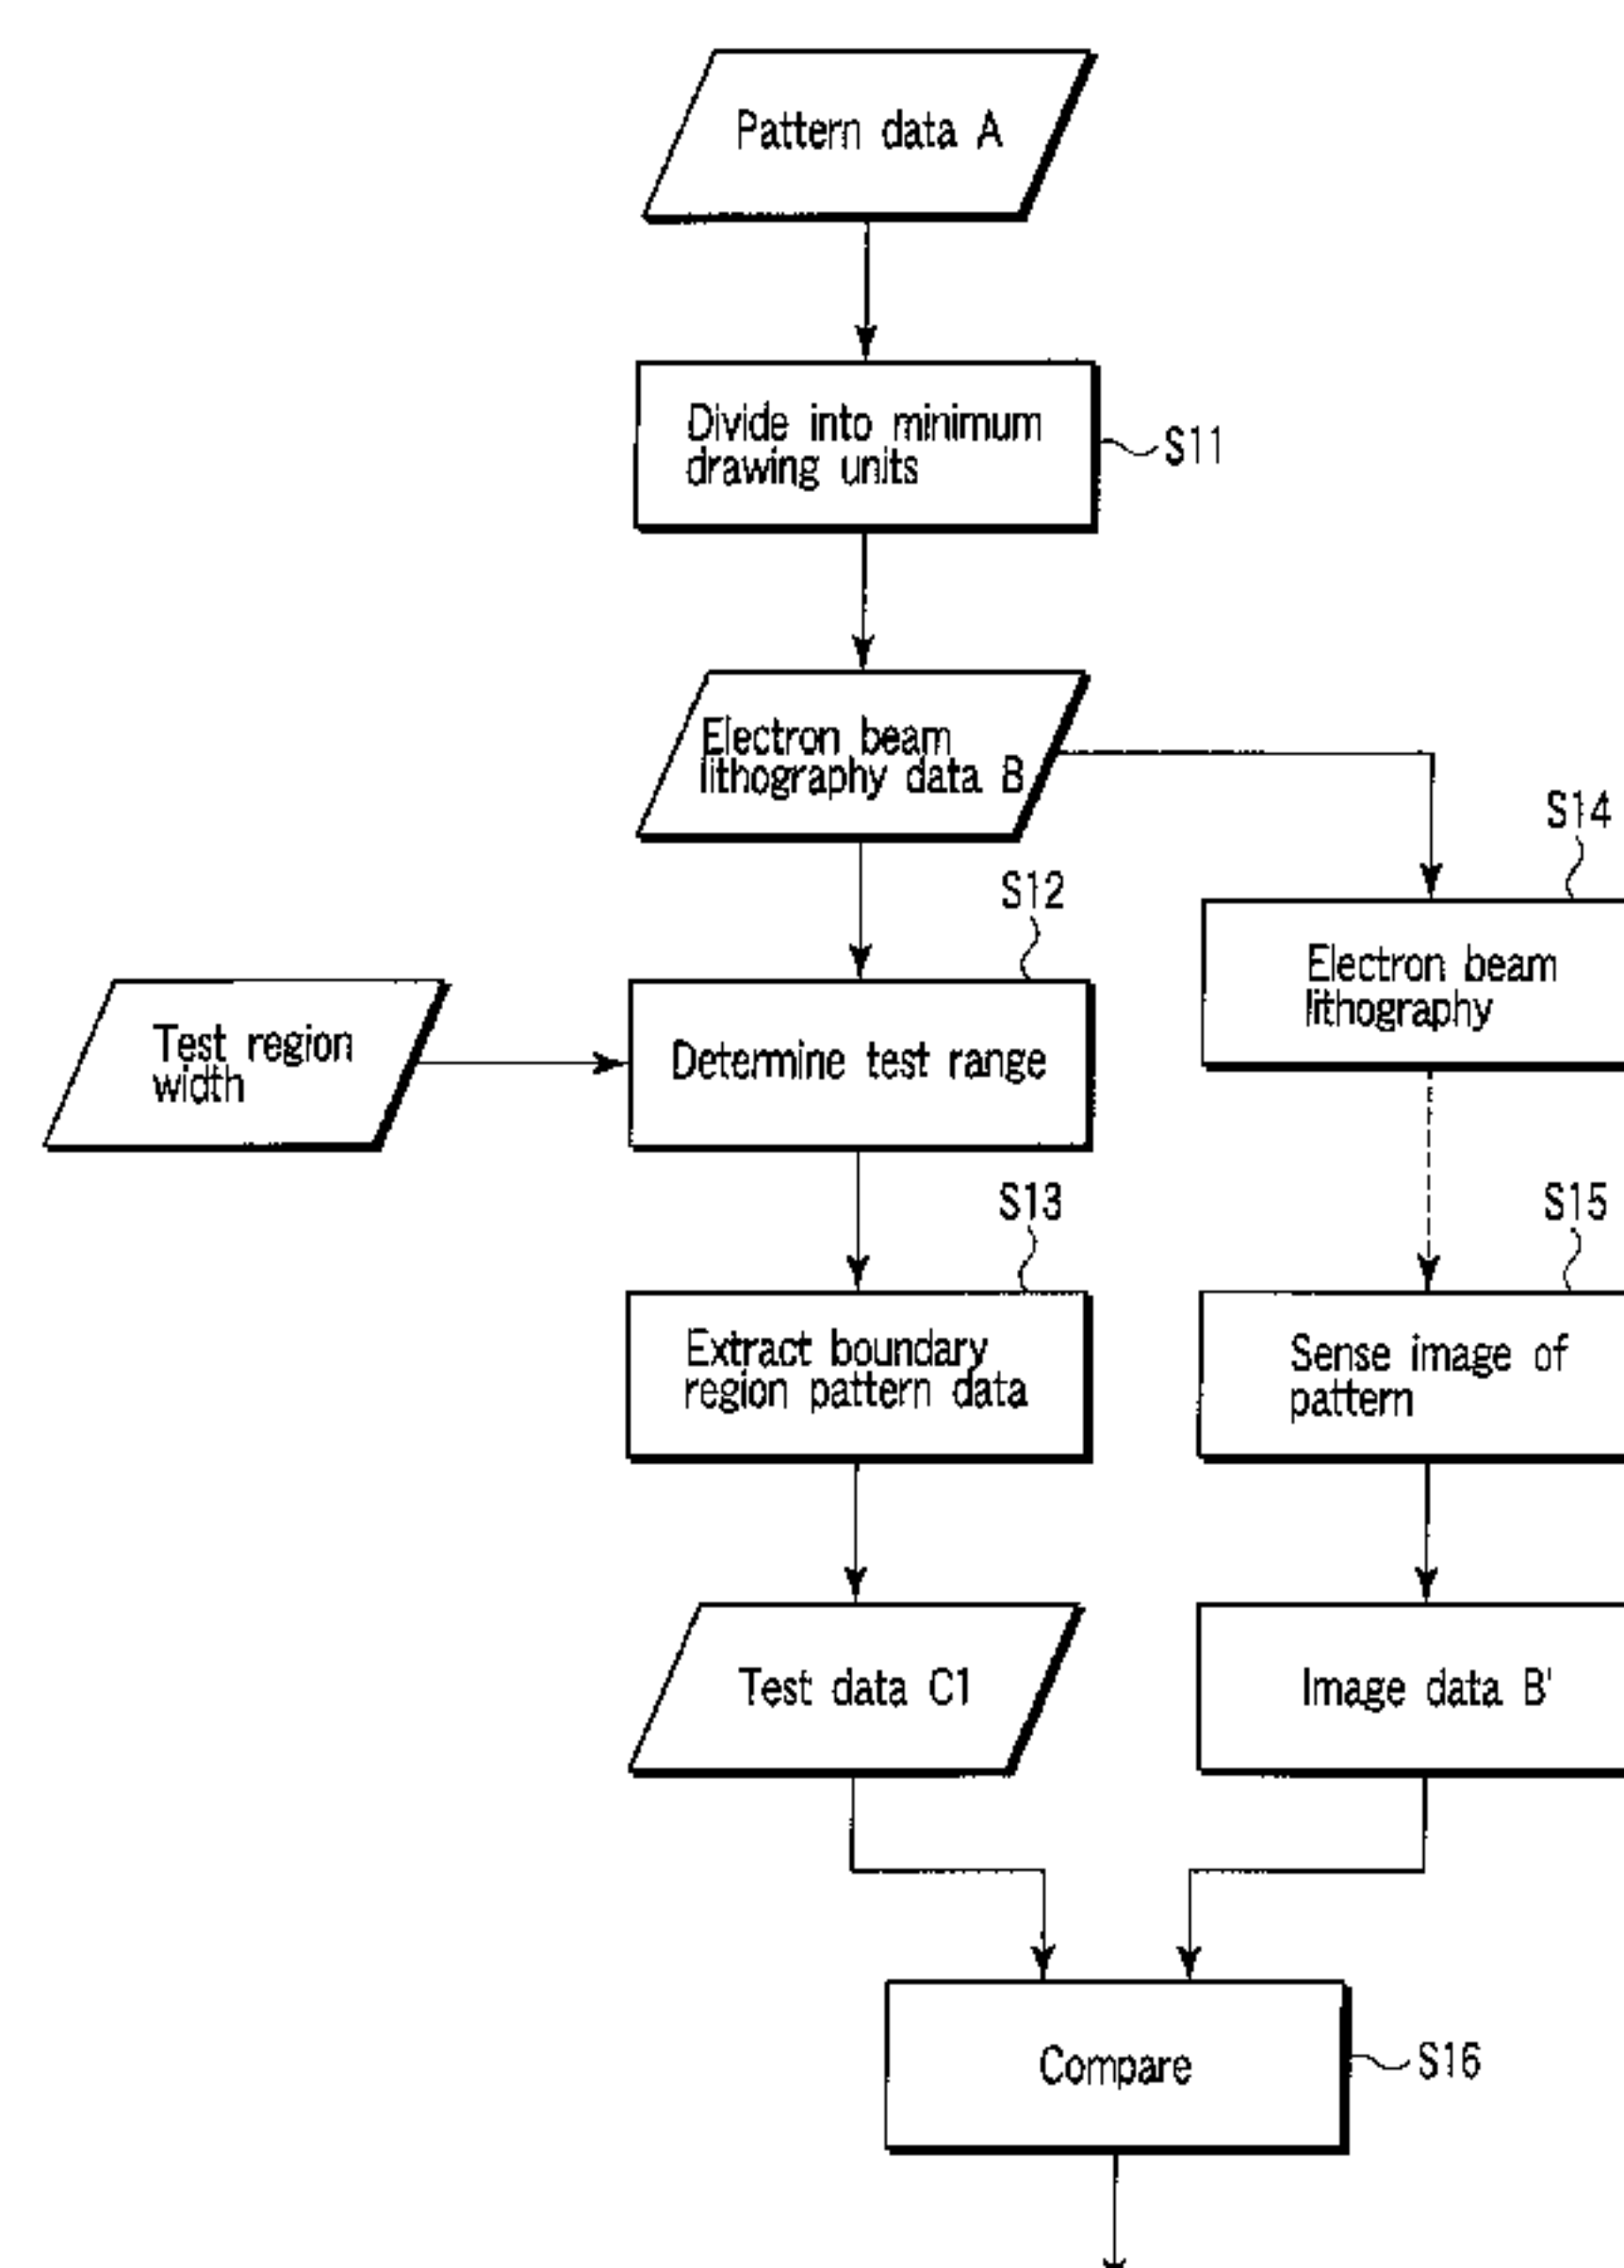 Pattern data A
Divide into minimum
drawing units
S11
Electron beam
lithography data B
S14
S12
Electron beam
lithography
Test region
width
Determine test range
S13
S15
Extract boundary
region pattern data
Sense image of
pattern
Test data C1
Image data B'
Compare
S16